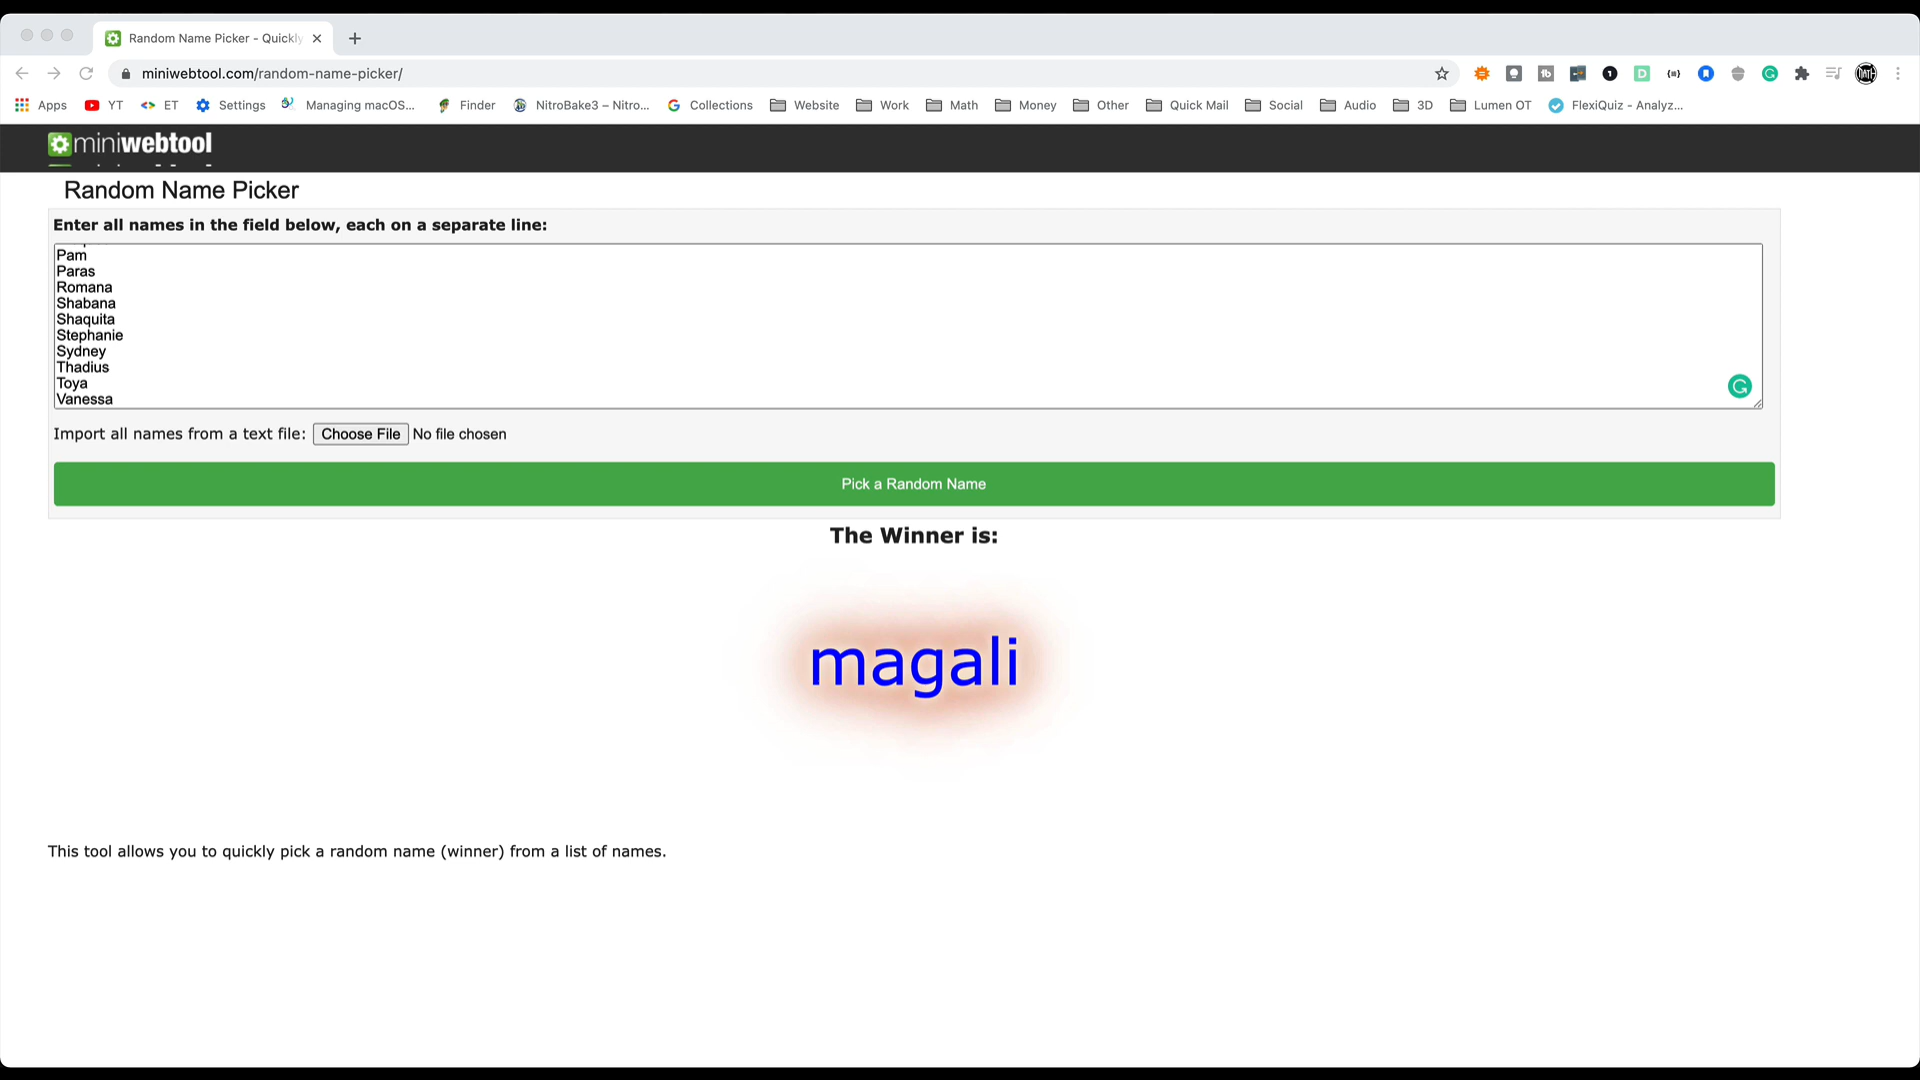 Random Name Picker - Quickly
miniwebtool.com/random-name-picker/
Apps YT ET Settings Managing macOS... Finder NitroBake3 – Nitro... Collections Website Work Math Money Other Quick Mail Social Audio 3D Lumen OT FlexiQuiz - Analyz...
miniwebtool
Random Name Picker
Enter all names in the field below, each on a separate line:
Pam
Paras
Romana
Shabana
Shaquita
Stephanie
Sydney
Thadius
Toya
Vanessa
Import all names from a text file: Choose File No file chosen
Pick a Random Name
The Winner is:
magali
This tool allows you to quickly pick a random name (winner) from a list of names.